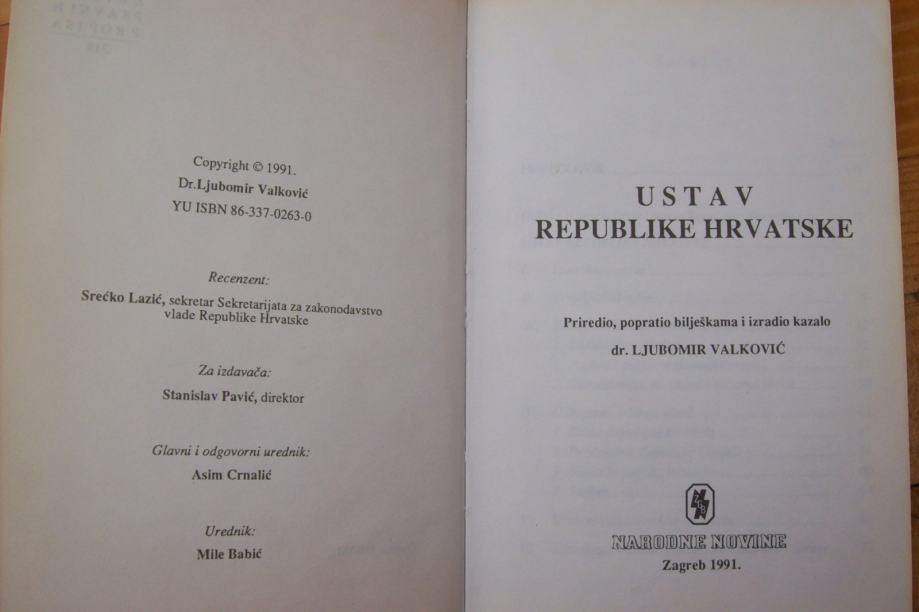 Copyright © 1991.
Dr.Ljubomir Valković
YU ISBN 86-337-0263-0
Recenzent:
Srećko Lazić, sekretar Sekretarijata za zakonodavstvo
vlade Republike Hrvatske
Za izdavača:
Stanislav Pavić, direktor
Glavni i odgovorni urednik:
Asim Crnalić
Urednik:
Mile Babić
USTAV
REPUBLIKE HRVATSKE
Priredio, popratio bilješkama i izradio kazalo
dr. LJUBOMIR VALKOVIĆ
NARODNE NOVINE
Zagreb 1991.